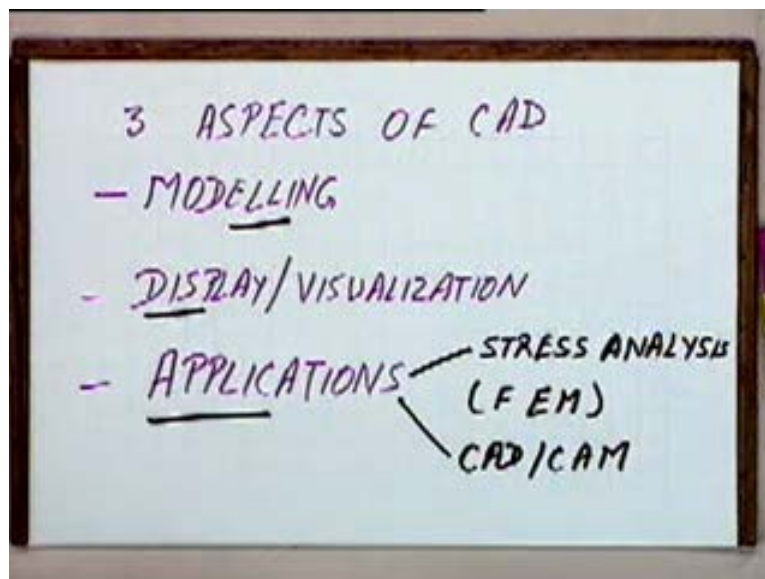 3 ASPECTS OF CAD
- MODELLING
- DISPLAY/VISUALIZATION
- APPLICATIONS
STRESS ANALYSIS
(FEM)
CAD/CAM